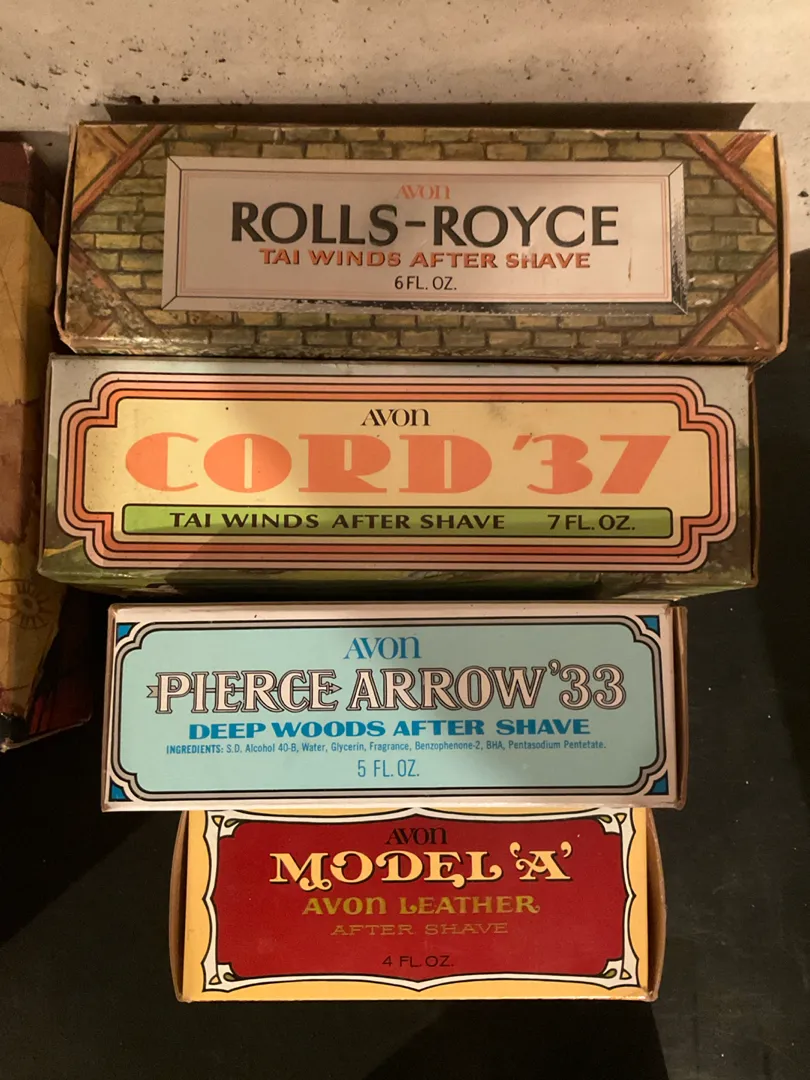 AVON
ROLLS-ROYCE
TAI WINDS AFTER SHAVE
6 FL. OZ.
AVON
CORD '37
TAI WINDS AFTER SHAVE 7 FL. OZ.
AVON
PIERCE ARROW '33
DEEP WOODS AFTER SHAVE
INGREDIENTS: S.D. Alcohol 40-B, Water, Glycerin, Fragrance, Benzophenone-2, BHA, Pentasodium Pentetate.
5 FL. OZ.
AVON
MODEL 'A'
AVON LEATHER
AFTER SHAVE
4 FL. OZ.